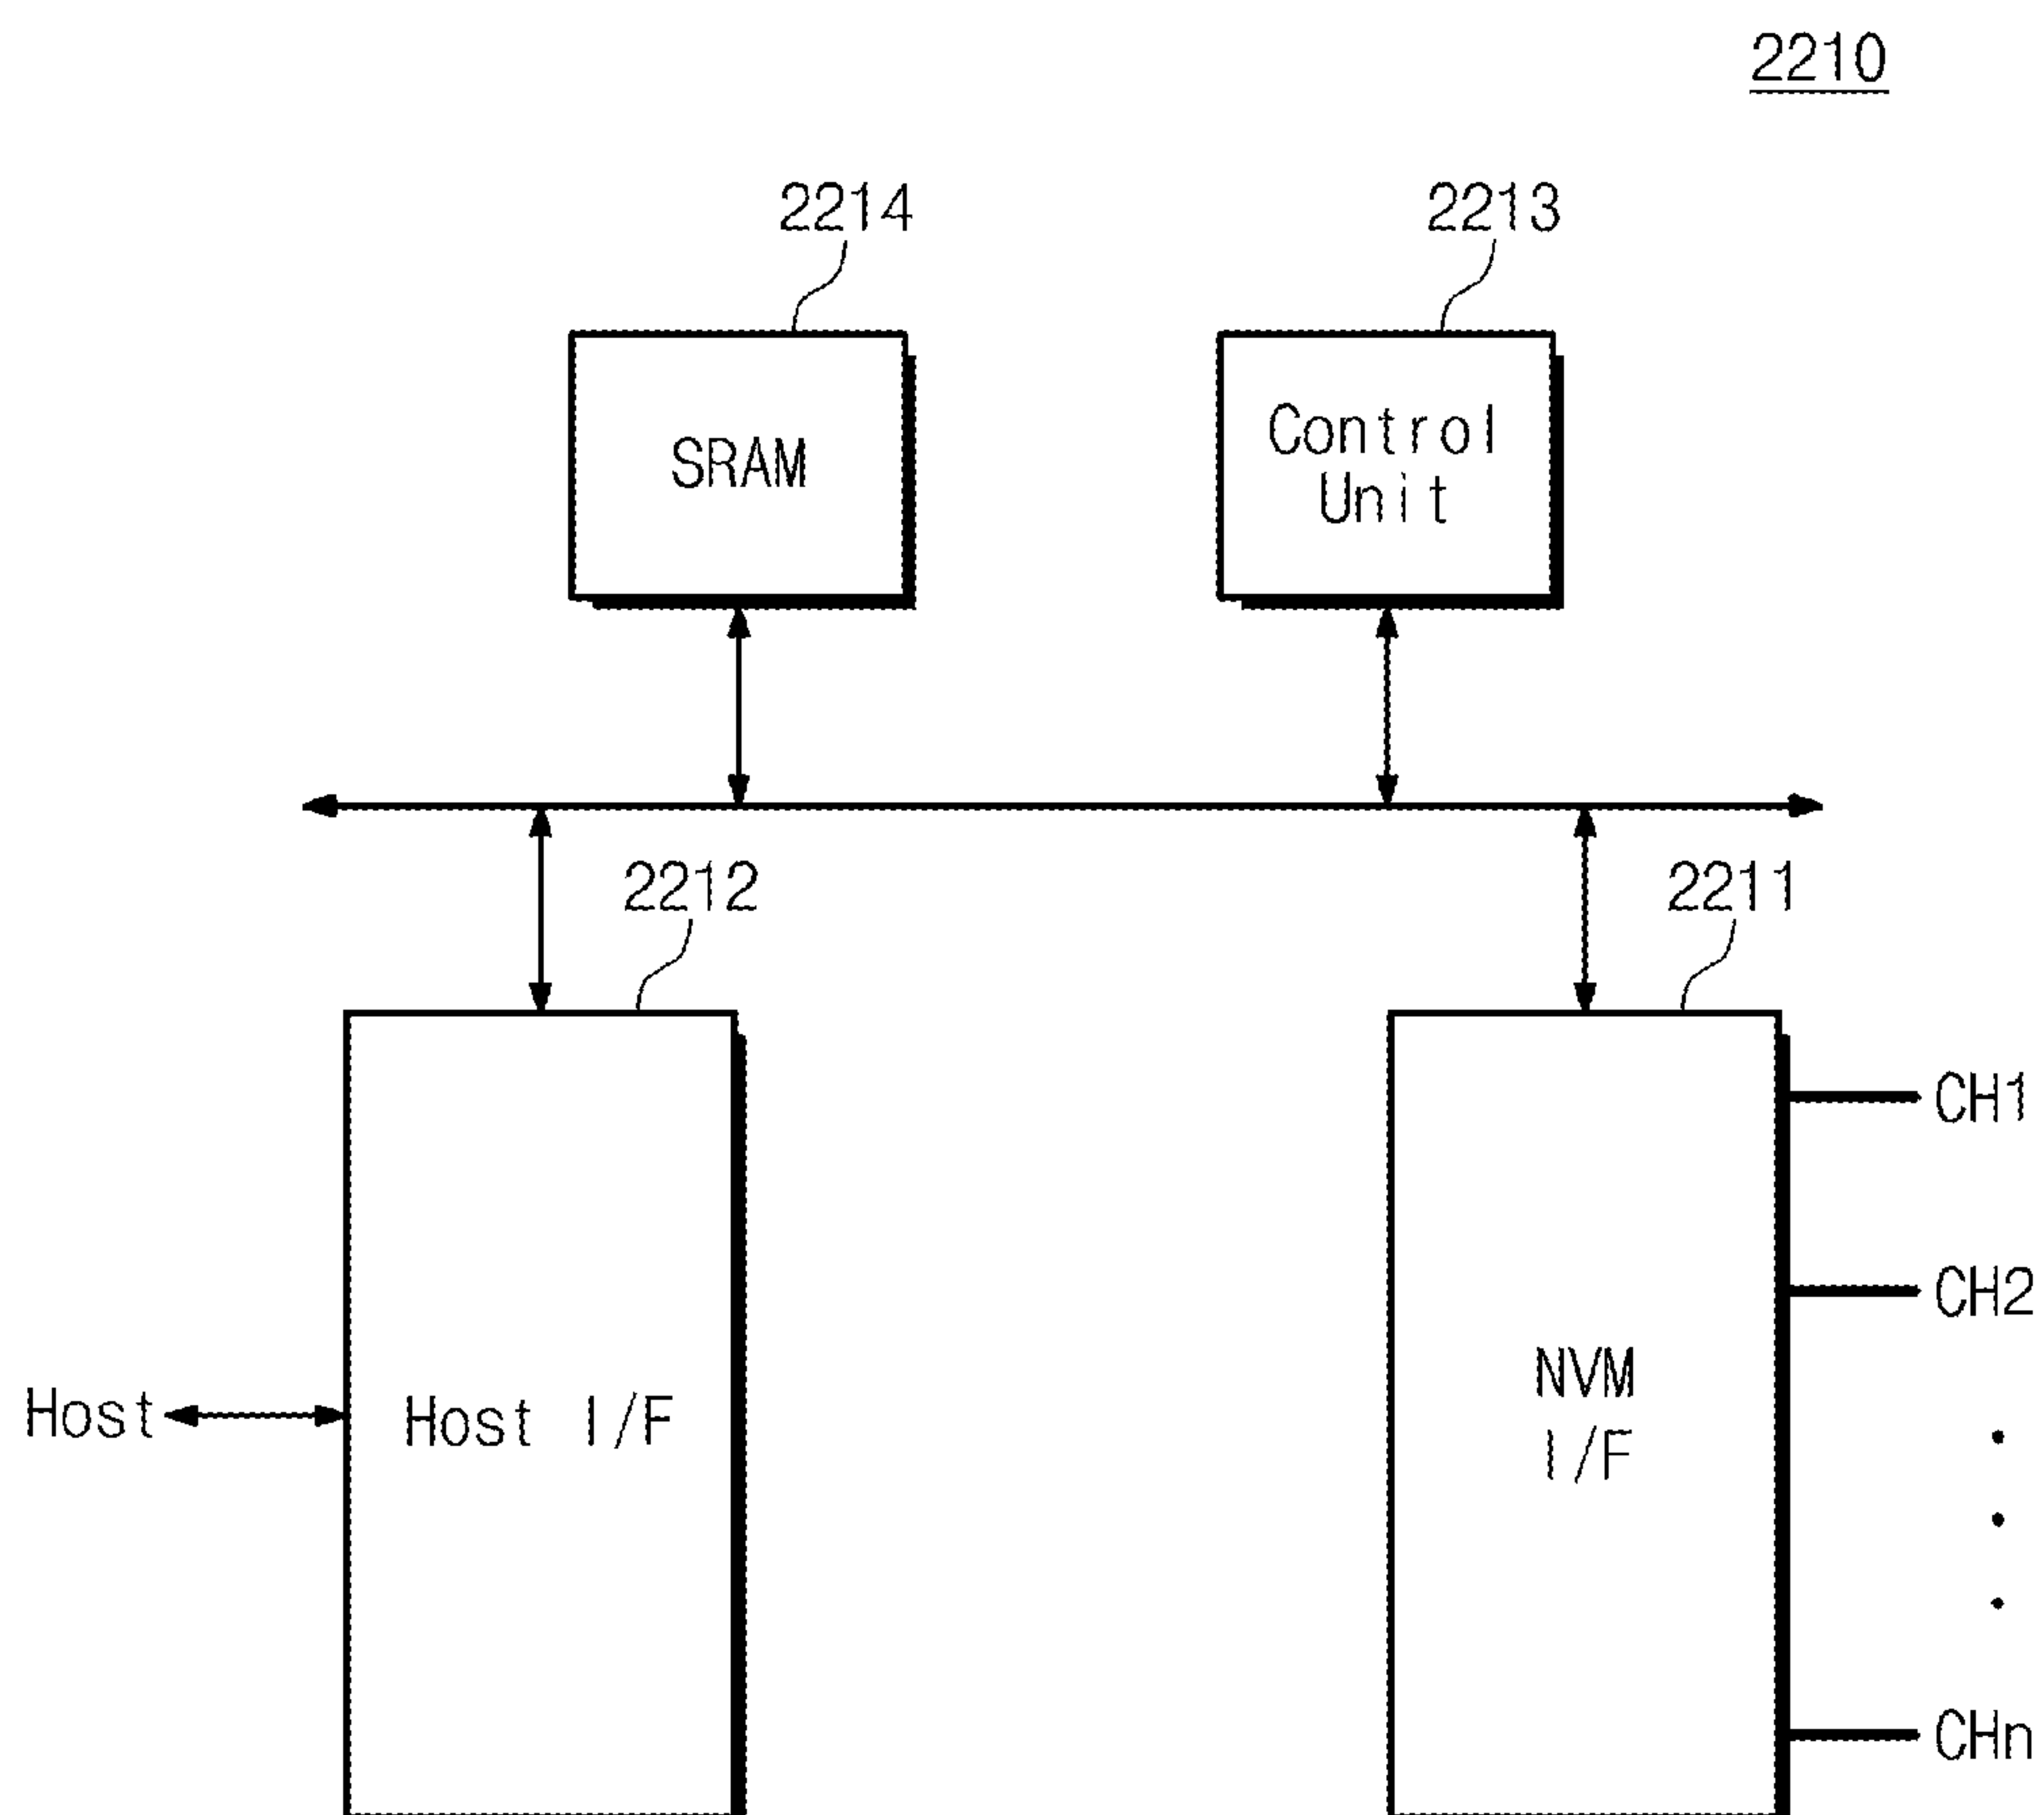 2210
2214
2213
SRAM
Control
Unit
2212
2211
CH1
CH2
NVM
I/F
Host
Host I/F
CHn